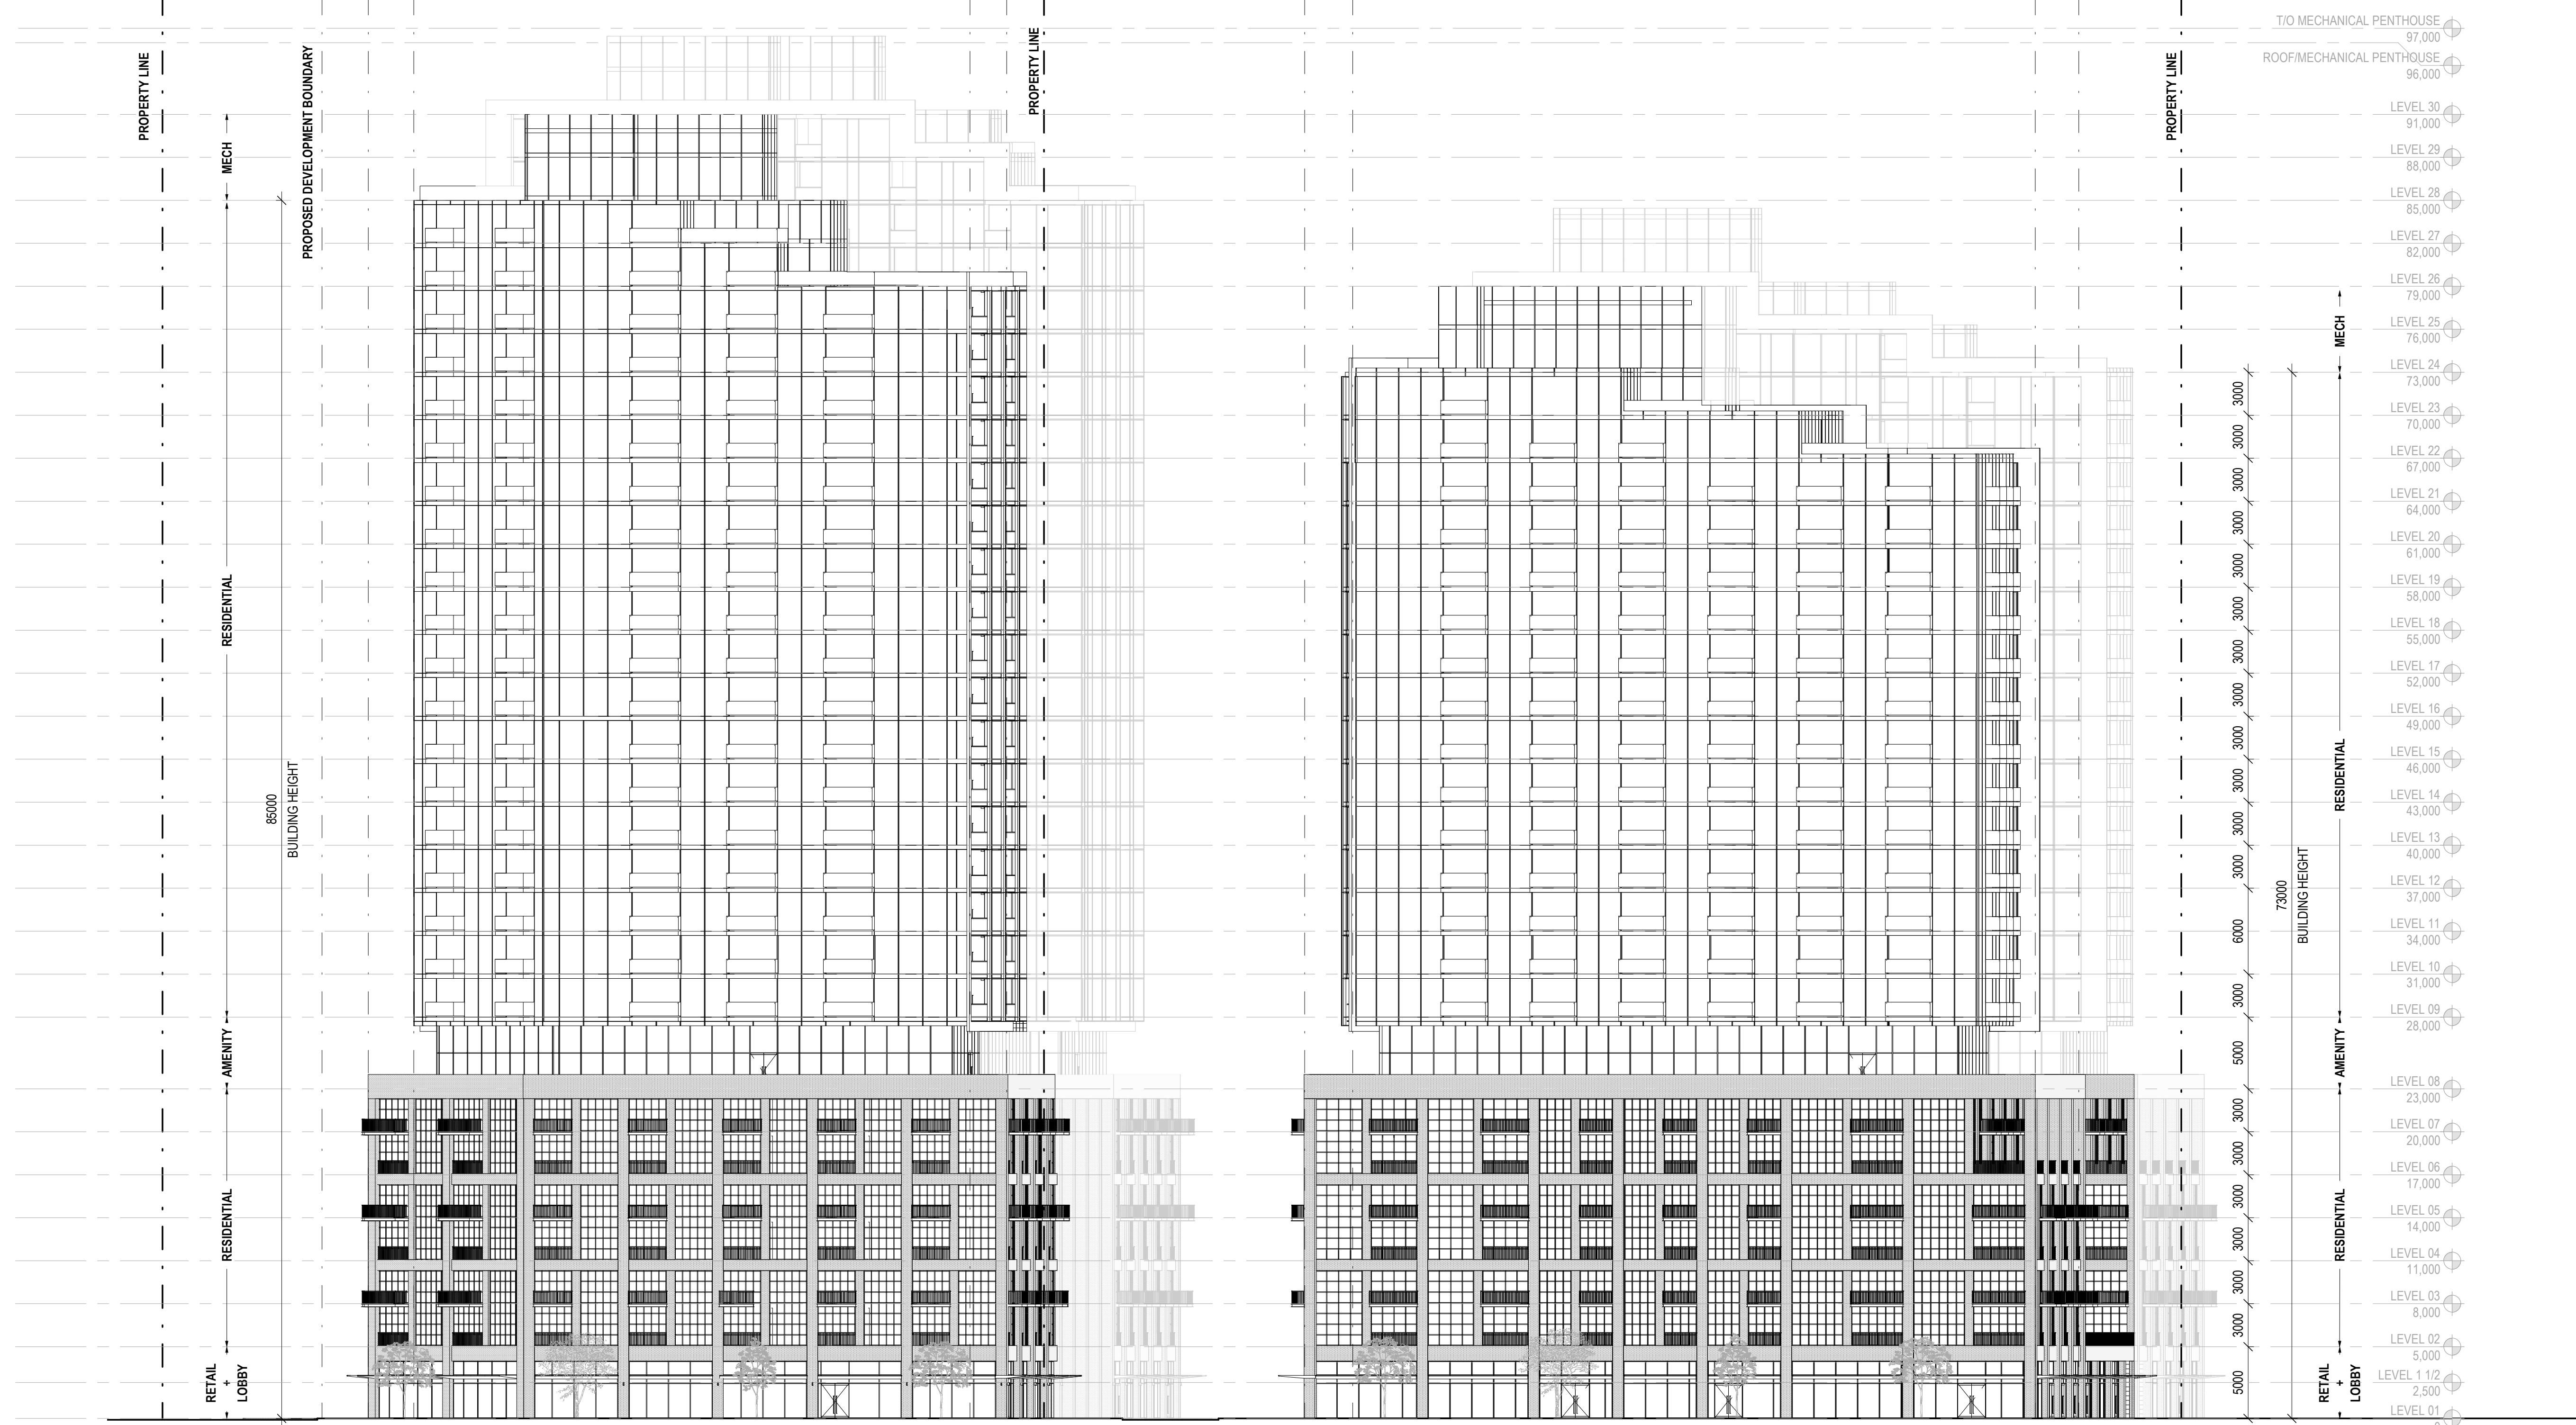 PROPERTY LINE
PROPOSED DEVELOPMENT BOUNDARY
PROPERTY LINE
PROPERTY LINE
MECH
RESIDENTIAL
AMENITY
RESIDENTIAL
RETAIL
+
LOBBY
85000
BUILDING HEIGHT
3000
3000
3000
3000
3000
3000
3000
3000
3000
3000
3000
3000
6000
3000
5000
3000
3000
3000
3000
3000
3000
5000
73000
BUILDING HEIGHT
MECH
RESIDENTIAL
AMENITY
RESIDENTIAL
RETAIL
+
LOBBY
T/O MECHANICAL PENTHOUSE
97,000
ROOF/MECHANICAL PENTHOUSE
96,000
LEVEL 30
91,000
LEVEL 29
88,000
LEVEL 28
85,000
LEVEL 27
82,000
LEVEL 26
79,000
LEVEL 25
76,000
LEVEL 24
73,000
LEVEL 23
70,000
LEVEL 22
67,000
LEVEL 21
64,000
LEVEL 20
61,000
LEVEL 19
58,000
LEVEL 18
55,000
LEVEL 17
52,000
LEVEL 16
49,000
LEVEL 15
46,000
LEVEL 14
43,000
LEVEL 13
40,000
LEVEL 12
37,000
LEVEL 11
34,000
LEVEL 10
31,000
LEVEL 09
28,000
LEVEL 08
23,000
LEVEL 07
20,000
LEVEL 06
17,000
LEVEL 05
14,000
LEVEL 04
11,000
LEVEL 03
8,000
LEVEL 02
5,000
LEVEL 1 1/2
2,500
LEVEL 01